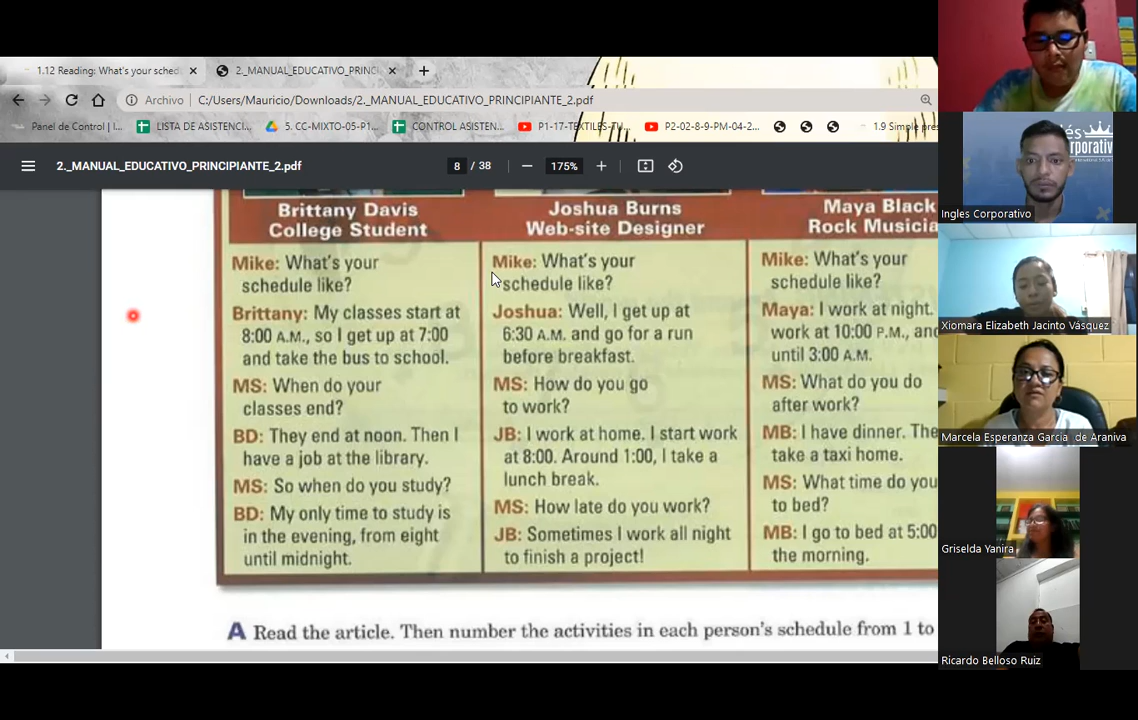 1.12 Reading: What's your sched
2._MANUAL_EDUCATIVO_PRINCI
Archivo
C:/Users/Mauricio/Downloads/2._MANUAL_EDUCATIVO_PRINCIPIANTE_2.pdf
Panel de Control | I...
LISTA DE ASISTENCI...
5. CC-MIXTO-05-P1...
CONTROL ASISTEN...
P1-17-TEXTILES-TU...
P2-02-8-9-PM-04-2...
1.9 Simple pres
2._MANUAL_EDUCATIVO_PRINCIPIANTE_2.pdf
8 / 38
175%
Brittany Davis
College Student
Mike: What's your
schedule like?
Brittany: My classes start at
8:00 A.M., so I get up at 7:00
and take the bus to school.
MS: When do your
classes end?
BD: They end at noon. Then I
have a job at the library.
MS: So when do you study?
BD: My only time to study is
in the evening, from eight
until midnight.
Joshua Burns
Web-site Designer
Mike: What's your
schedule like?
Joshua: Well, I get up at
6:30 A.M. and go for a run
before breakfast.
MS: How do you go
to work?
JB: I work at home. I start work
at 8:00. Around 1:00, I take a
lunch break.
MS: How late do you work?
JB: Sometimes I work all night
to finish a project!
Maya Black
Rock Musicia
Mike: What's your
schedule like?
Maya: I work at night.
work at 10:00 P.M., and
until 3:00 A.M.
MS: What do you do
after work?
MB: I have dinner. The
take a taxi home.
MS: What time do you
to bed?
MB: I go to bed at 5:00
the morning.
A Read the article. Then number the activities in each person's schedule from 1 to
Ingles Corporativo
Xiomara Elizabeth Jacinto Vásquez
Marcela Esperanza García de Araniva
Griselda Yanira
Ricardo Belloso Ruiz